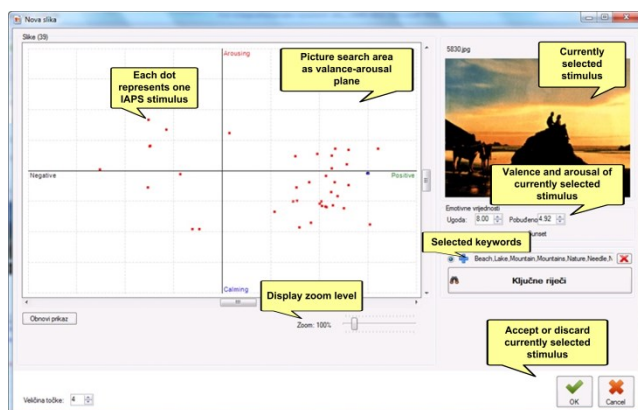 Nova slika
Slike (39)
Arousing
Negative
Positive
Calming
Each dot
represents one
IAPS stimulus
Picture search area
as valance-arousal
plane
5830.jpg
Currently
selected
stimulus
Valence and arousal of
currently selected
stimulus
Emotivne vrijednosti
Ugoda: 8.00
Pobuđeno 4.92
Selected keywords
Beach,Lake,Mountain,Mountains,Nature,Needle,N
Ključne riječi
Display zoom level
Obnovi prikaz
Zoom: 100%
Accept or discard
currently selected
stimulus
Veličina točke: 4
OK
Cancel